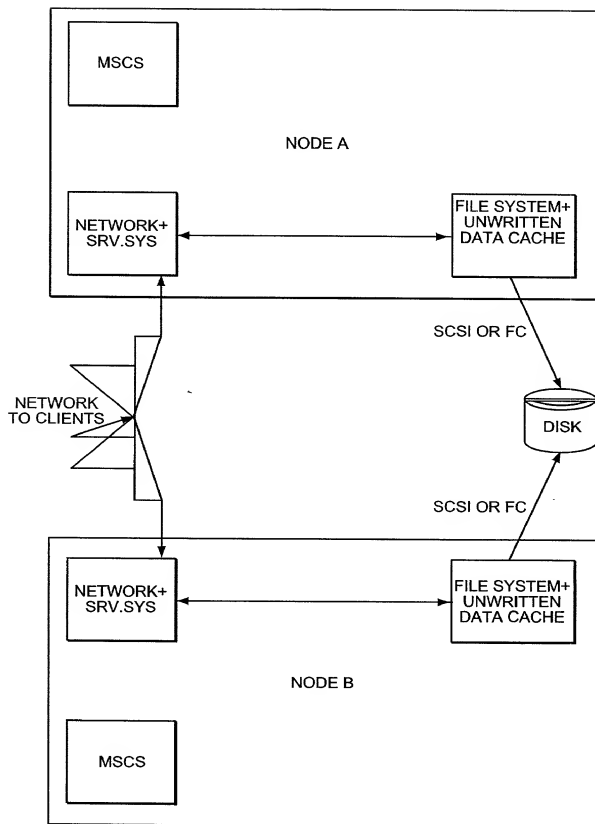 MSCS
NODE A
NETWORK+
SRV.SYS
FILE SYSTEM+
UNWRITTEN
DATA CACHE
SCSI OR FC
NETWORK
TO CLIENTS
DISK
SCSI OR FC
NETWORK+
SRV.SYS
FILE SYSTEM+
UNWRITTEN
DATA CACHE
NODE B
MSCS